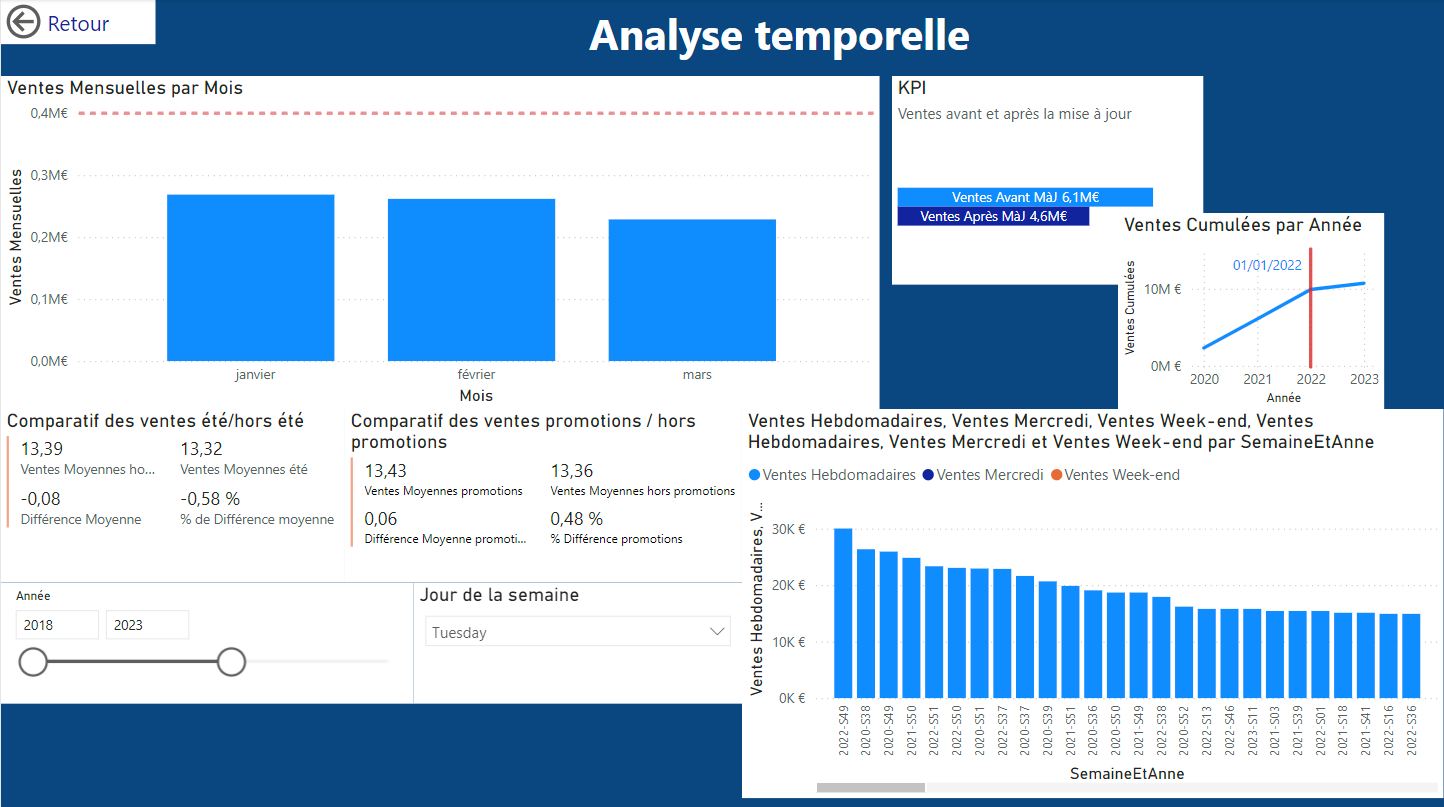 Retour
Analyse temporelle
Ventes Mensuelles par Mois
0,4M€
0,3M€
0,2M€
0,1M€
0,0M€
Ventes Mensuelles
janvier
février
mars
Mois
KPI
Ventes avant et après la mise à jour
Ventes Avant MàJ 6,1M€
Ventes Après MàJ 4,6M€
Ventes Cumulées par Année
01/01/2022
10M €
0M €
Ventes Cumulées
2020
2021
2022
2023
Année
Comparatif des ventes été/hors été
13,39
Ventes Moyennes ho...
13,32
Ventes Moyennes été
-0,08
Différence Moyenne
-0,58 %
% de Différence moyenne
Comparatif des ventes promotions / hors
promotions
13,43
Ventes Moyennes promotions
13,36
Ventes Moyennes hors promotions
0,06
Différence Moyenne promoti...
0,48 %
% Différence promotions
Année
2018
2023
Jour de la semaine
Tuesday
Ventes Hebdomadaires, Ventes Mercredi, Ventes Week-end, Ventes
Hebdomadaires, Ventes Mercredi et Ventes Week-end par SemaineEtAnne
Ventes Hebdomadaires
Ventes Mercredi
Ventes Week-end
30K €
20K €
10K €
0K €
Ventes Hebdomadaires, V...
2022-S49
2020-S38
2020-S49
2021-S50
2022-S51
2022-S50
2020-S51
2022-S37
2020-S37
2020-S39
2021-S51
2020-S36
2020-S50
2021-S49
2022-S38
2020-S52
2022-S13
2022-S46
2023-S11
2021-S03
2021-S39
2022-S01
2021-S18
2021-S41
2022-S16
2022-S36
SemaineEtAnne